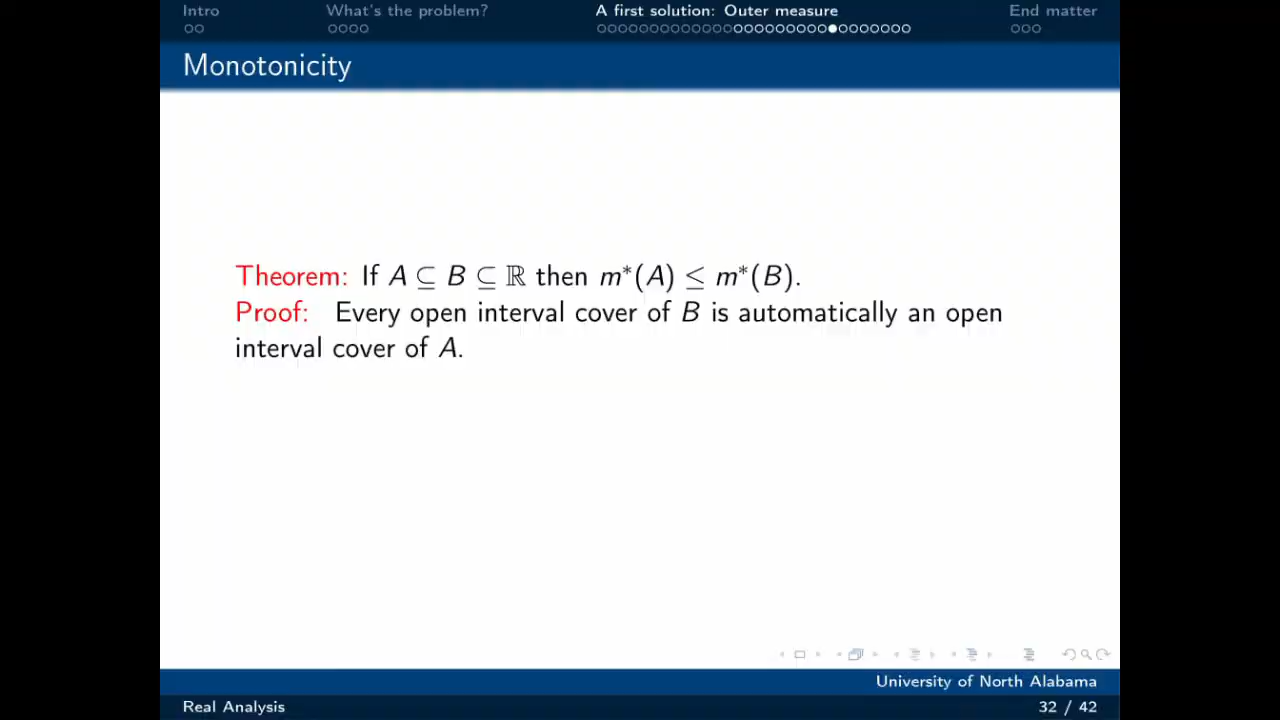 Intro What's the problem? A first solution: Outer measure End matter
Monotonicity
Theorem: If A ⊆ B ⊆ ℝ then m*(A) ≤ m*(B).
Proof: Every open interval cover of B is automatically an open
interval cover of A.
University of North Alabama
Real Analysis 32 / 42